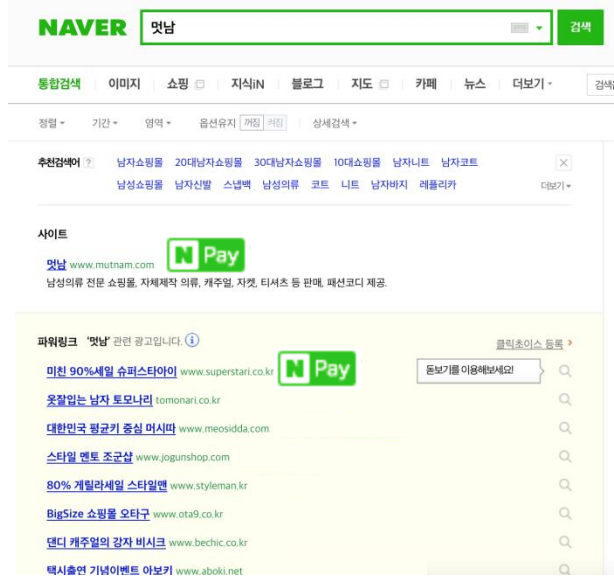 NAVER 멋남 검색
통합검색 이미지 쇼핑 지식iN 블로그 지도 카페 뉴스 더보기
정렬 기간 영역 옵션유지 꺼짐 켜짐 상세검색
추천검색어 ? 남자쇼핑몰 20대남자쇼핑몰 30대남자쇼핑몰 10대쇼핑몰 남자니트 남자코트
남성쇼핑몰 남자신발 스냅백 남성의류 코트 니트 남자바지 레플리카 더보기
사이트
멋남 www.mutnam.com N Pay
남성의류 전문 쇼핑몰, 자체제작 의류, 캐주얼, 자켓, 티셔츠 등 판매, 패션코디 제공.
파워링크 '멋남' 관련 광고입니다. i 클릭초이스 등록 >
미친 90%세일 슈퍼스타아이 www.superstari.co.kr N Pay 돋보기를 이용해보세요!
옷잘입는 남자 토모나리 tomonari.co.kr
대한민국 평균키 중심 머시따 www.meosidda.com
스타일 멘토 조군샵 www.jogunshop.com
80% 게릴라세일 스타일맨 www.styleman.kr
BigSize 쇼핑몰 오타구 www.ota9.co.kr
댄디 캐주얼의 강자 비시크 www.bechic.co.kr
택시출연 기념이벤트 아보키 www.aboki.net